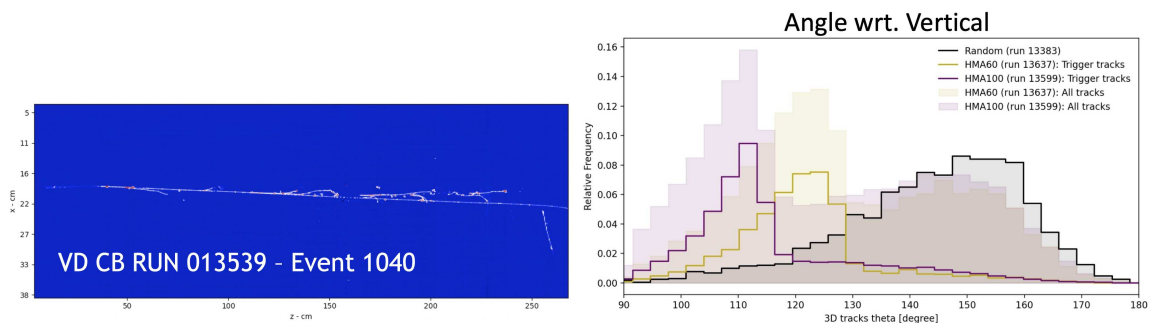 5
11
16
22
27
33
38
x - cm
VD CB RUN 013539 – Event 1040
50
100
150
200
250
z - cm
Angle wrt. Vertical
0.16
0.14
0.12
0.10
0.08
0.06
0.04
0.02
0.00
Relative Frequency
Random (run 13383)
HMA60 (run 13637): Trigger tracks
HMA100 (run 13599): Trigger tracks
HMA60 (run 13637): All tracks
HMA100 (run 13599): All tracks
90
100
110
120
130
140
150
160
170
180
3D tracks theta [degree]